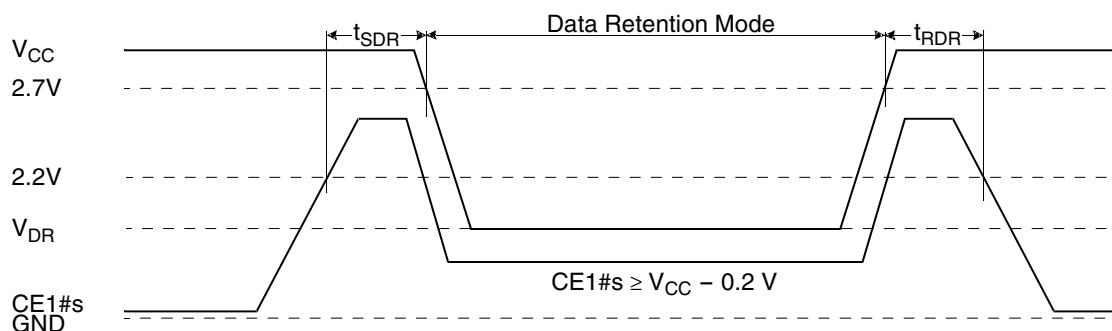 Data Retention Mode
tSDR
tRDR
VCC
2.7V
2.2V
VDR
CE1#s ≥ VCC − 0.2 V
CE1#s
GND